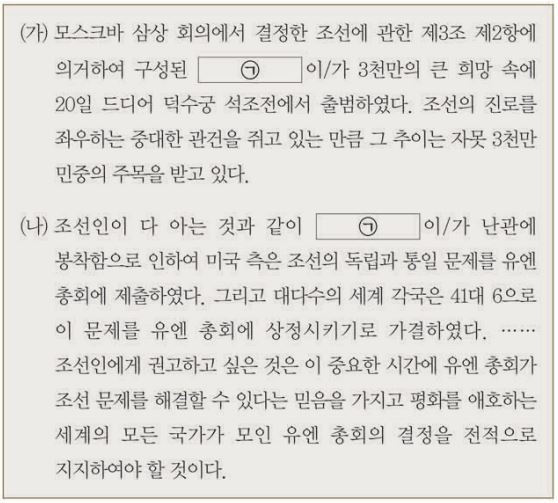 (가) 모스크바 삼상 회의에서 결정한 조선에 관한 제3조 제2항에
의거하여 구성된 ㉠ 이/가 3천만의 큰 희망 속에
20일 드디어 덕수궁 석조전에서 출범하였다. 조선의 진로를
좌우하는 중대한 관건을 쥐고 있는 만큼 그 추이는 자못 3천만
민중의 주목을 받고 있다.
(나) 조선인이 다 아는 것과 같이 ㉠ 이/가 난관에
봉착함으로 인하여 미국 측은 조선의 독립과 통일 문제를 유엔
총회에 제출하였다. 그리고 대다수의 세계 각국은 41대 6으로
이 문제를 유엔 총회에 상정시키기로 가결하였다. ……
조선인에게 권고하고 싶은 것은 이 중요한 시간에 유엔 총회가
조선 문제를 해결할 수 있다는 믿음을 가지고 평화를 애호하는
세계의 모든 국가가 모인 유엔 총회의 결정을 전적으로
지지하여야 할 것이다.